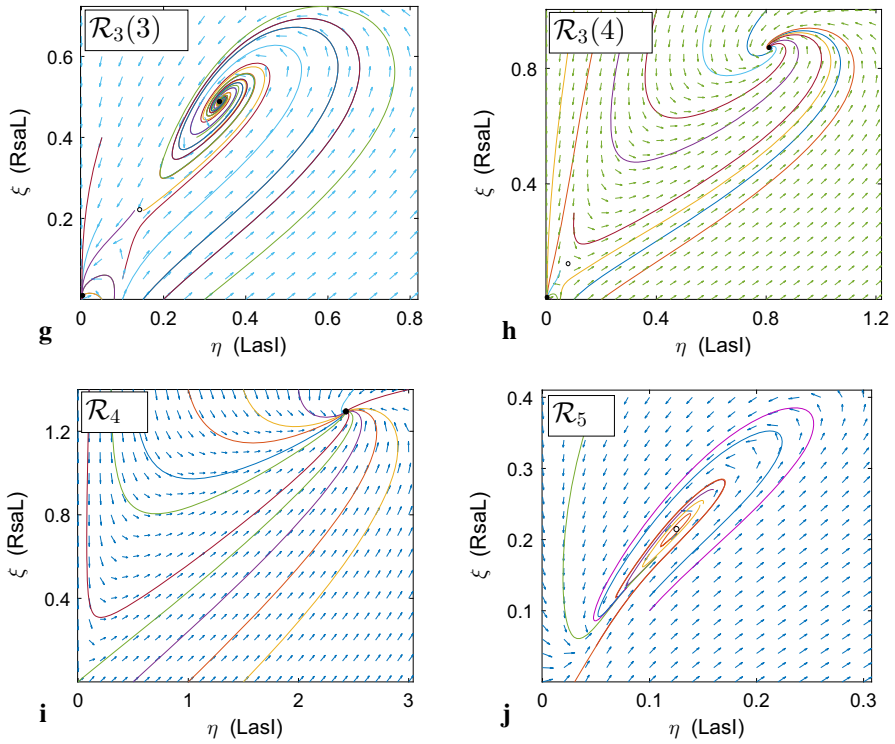 R₃(3)
ξ (RsaL)
0.6
0.4
0.2
0 0.2 0.4 0.6 0.8
g
η (LasI)
R₃(4)
ξ (RsaL)
0.8
0.4
0 0.4 0.8 1.2
h
η (LasI)
R₄
ξ (RsaL)
1.2
0.8
0.4
0 1 2 3
i
η (LasI)
R₅
ξ (RsaL)
0.4
0.3
0.2
0.1
0 0.1 0.2 0.3
j
η (LasI)